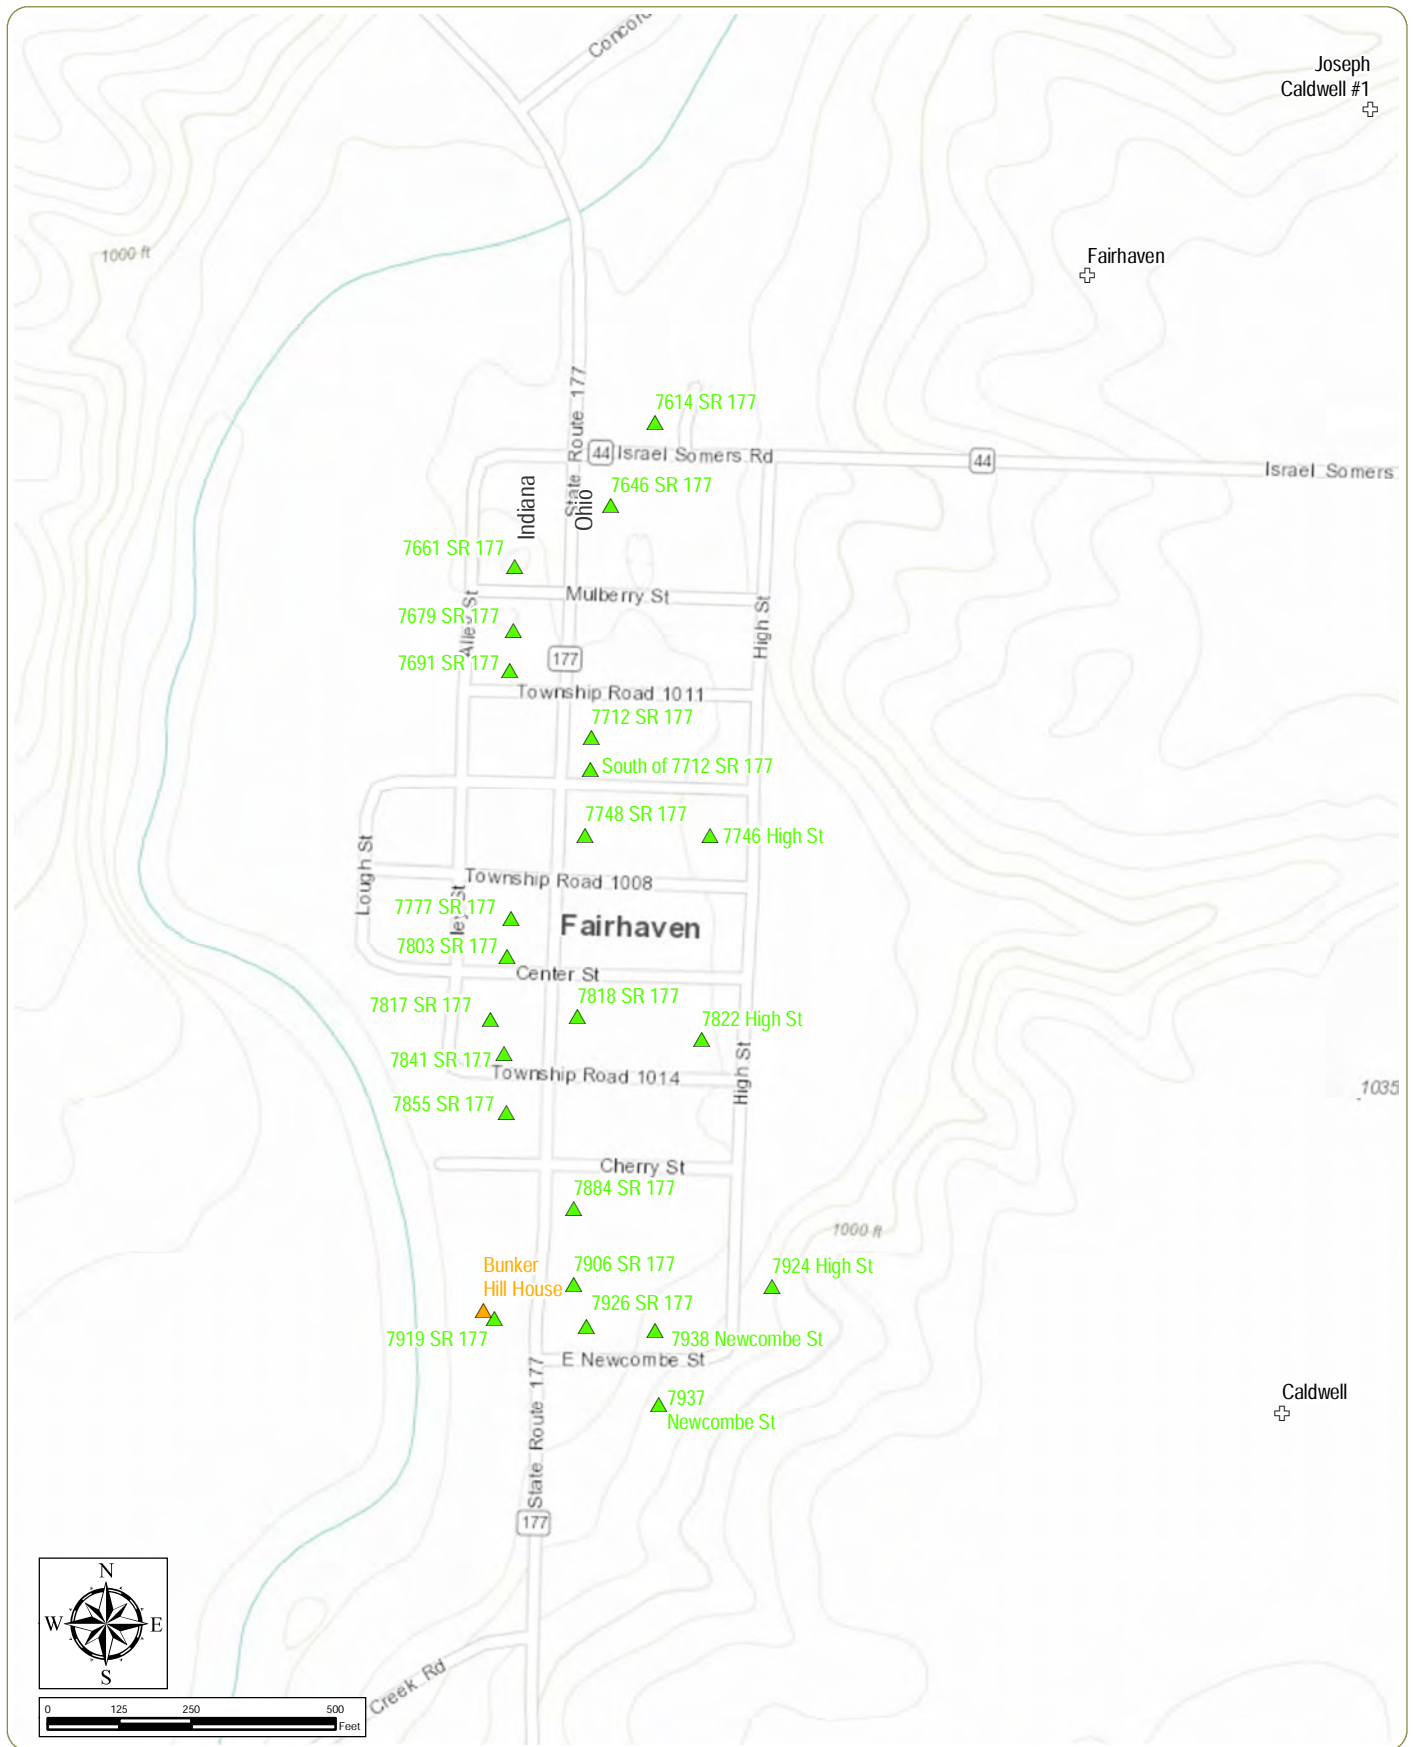 Concord
Joseph
Caldwell #1
1000 ft
Fairhaven
State Route 177
7614 SR 177
44
Israel Somers Rd
44
Israel Somers
7646 SR 177
Indiana
Ohio
7661 SR 177
Mulberry St
7679 SR 177
Alley St
High St
7691 SR 177
177
Township Road 1011
7712 SR 177
South of 7712 SR 177
7748 SR 177
7746 High St
Lough St
Township Road 1008
7777 SR 177
ley St
Fairhaven
7803 SR 177
Center St
7817 SR 177
7818 SR 177
7822 High St
7841 SR 177
High St
Township Road 1014
1035
7855 SR 177
Cherry St
7884 SR 177
1000 ft
Bunker
Hill House
7906 SR 177
7924 High St
7926 SR 177
7919 SR 177
7938 Newcombe St
E Newcombe St
State Route 177
7937
Newcombe St
Caldwell
177
N
W E
S
Creek Rd
0 125 250 500
Feet